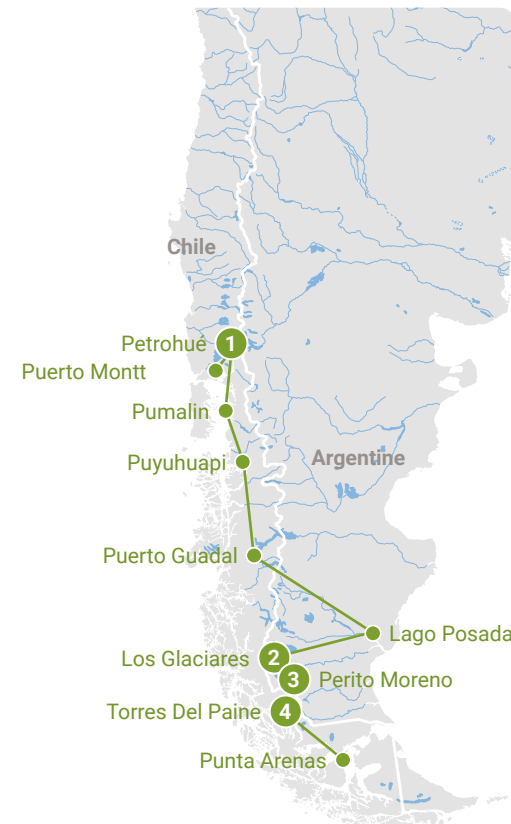 Chile
Petrohué 1
Puerto Montt
Pumalin
Puyuhuapi
Argentine
Puerto Guadal
Lago Posada
Los Glaciares 2
3 Perito Moreno
Torres Del Paine 4
Punta Arenas